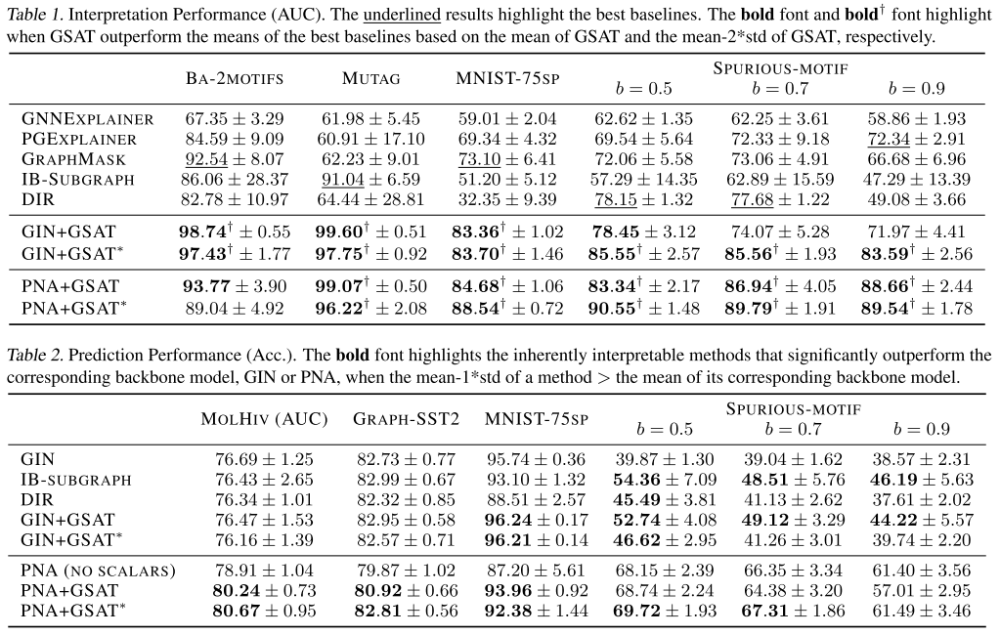 Table 1. Interpretation Performance (AUC). The underlined results highlight the best baselines. The bold font and bold† font highlight
when GSAT outperform the means of the best baselines based on the mean of GSAT and the mean-2*std of GSAT, respectively.
BA-2MOTIFS MUTAG MNIST-75SP SPURIOUS-MOTIF
b = 0.5 b = 0.7 b = 0.9
GNNEXPLAINER 67.35 ± 3.29 61.98 ± 5.45 59.01 ± 2.04 62.62 ± 1.35 62.25 ± 3.61 58.86 ± 1.93
PGEXPLAINER 84.59 ± 9.09 60.91 ± 17.10 69.34 ± 4.32 69.54 ± 5.64 72.33 ± 9.18 72.34 ± 2.91
GRAPHMASK 92.54 ± 8.07 62.23 ± 9.01 73.10 ± 6.41 72.06 ± 5.58 73.06 ± 4.91 66.68 ± 6.96
IB-SUBGRAPH 86.06 ± 28.37 91.04 ± 6.59 51.20 ± 5.12 57.29 ± 14.35 62.89 ± 15.59 47.29 ± 13.39
DIR 82.78 ± 10.97 64.44 ± 28.81 32.35 ± 9.39 78.15 ± 1.32 77.68 ± 1.22 49.08 ± 3.66
GIN+GSAT 98.74† ± 0.55 99.60† ± 0.51 83.36† ± 1.02 78.45 ± 3.12 74.07 ± 5.28 71.97 ± 4.41
GIN+GSAT* 97.43† ± 1.77 97.75† ± 0.92 83.70† ± 1.46 85.55† ± 2.57 85.56† ± 1.93 83.59† ± 2.56
PNA+GSAT 93.77 ± 3.90 99.07† ± 0.50 84.68† ± 1.06 83.34† ± 2.17 86.94† ± 4.05 88.66† ± 2.44
PNA+GSAT* 89.04 ± 4.92 96.22† ± 2.08 88.54† ± 0.72 90.55† ± 1.48 89.79† ± 1.91 89.54† ± 1.78
Table 2. Prediction Performance (Acc.). The bold font highlights the inherently interpretable methods that significantly outperform the
corresponding backbone model, GIN or PNA, when the mean-1*std of a method > the mean of its corresponding backbone model.
MOLHIV (AUC) GRAPH-SST2 MNIST-75SP SPURIOUS-MOTIF
b = 0.5 b = 0.7 b = 0.9
GIN 76.69 ± 1.25 82.73 ± 0.77 95.74 ± 0.36 39.87 ± 1.30 39.04 ± 1.62 38.57 ± 2.31
IB-SUBGRAPH 76.43 ± 2.65 82.99 ± 0.67 93.10 ± 1.32 54.36 ± 7.09 48.51 ± 5.76 46.19 ± 5.63
DIR 76.34 ± 1.01 82.32 ± 0.85 88.51 ± 2.57 45.49 ± 3.81 41.13 ± 2.62 37.61 ± 2.02
GIN+GSAT 76.47 ± 1.53 82.95 ± 0.58 96.24 ± 0.17 52.74 ± 4.08 49.12 ± 3.29 44.22 ± 5.57
GIN+GSAT* 76.16 ± 1.39 82.57 ± 0.71 96.21 ± 0.14 46.62 ± 2.95 41.26 ± 3.01 39.74 ± 2.20
PNA (NO SCALARS) 78.91 ± 1.04 79.87 ± 1.02 87.20 ± 5.61 68.15 ± 2.39 66.35 ± 3.34 61.40 ± 3.56
PNA+GSAT 80.24 ± 0.73 80.92 ± 0.66 93.96 ± 0.92 68.74 ± 2.24 64.38 ± 3.20 57.01 ± 2.95
PNA+GSAT* 80.67 ± 0.95 82.81 ± 0.56 92.38 ± 1.44 69.72 ± 1.93 67.31 ± 1.86 61.49 ± 3.46